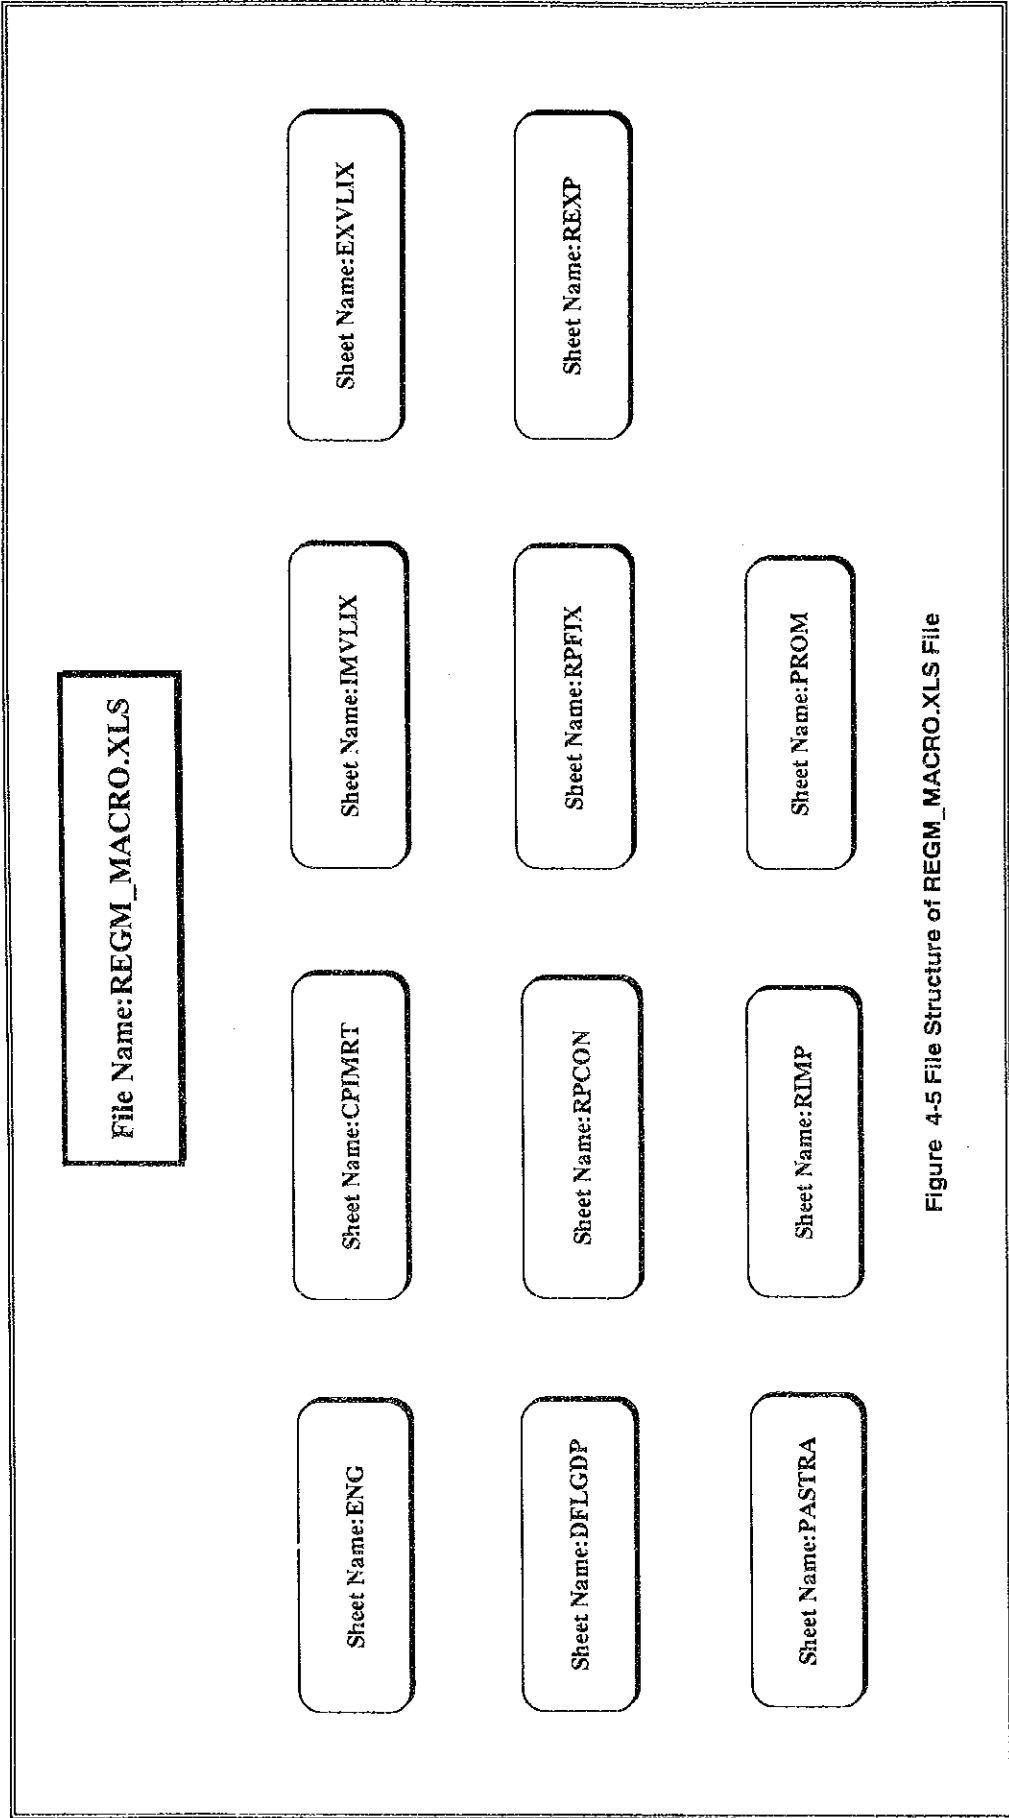 File Name:REGM_MACRO.XLS
Sheet Name:ENG
Sheet Name:CPIMRT
Sheet Name:IMVLIX
Sheet Name:EXVLIX
Sheet Name:DFLGDP
Sheet Name:RPCON
Sheet Name:RPFIX
Sheet Name:REXP
Sheet Name:PASTRA
Sheet Name:RIMP
Sheet Name:PROM
Figure 4-5 File Structure of REGM_MACRO.XLS File